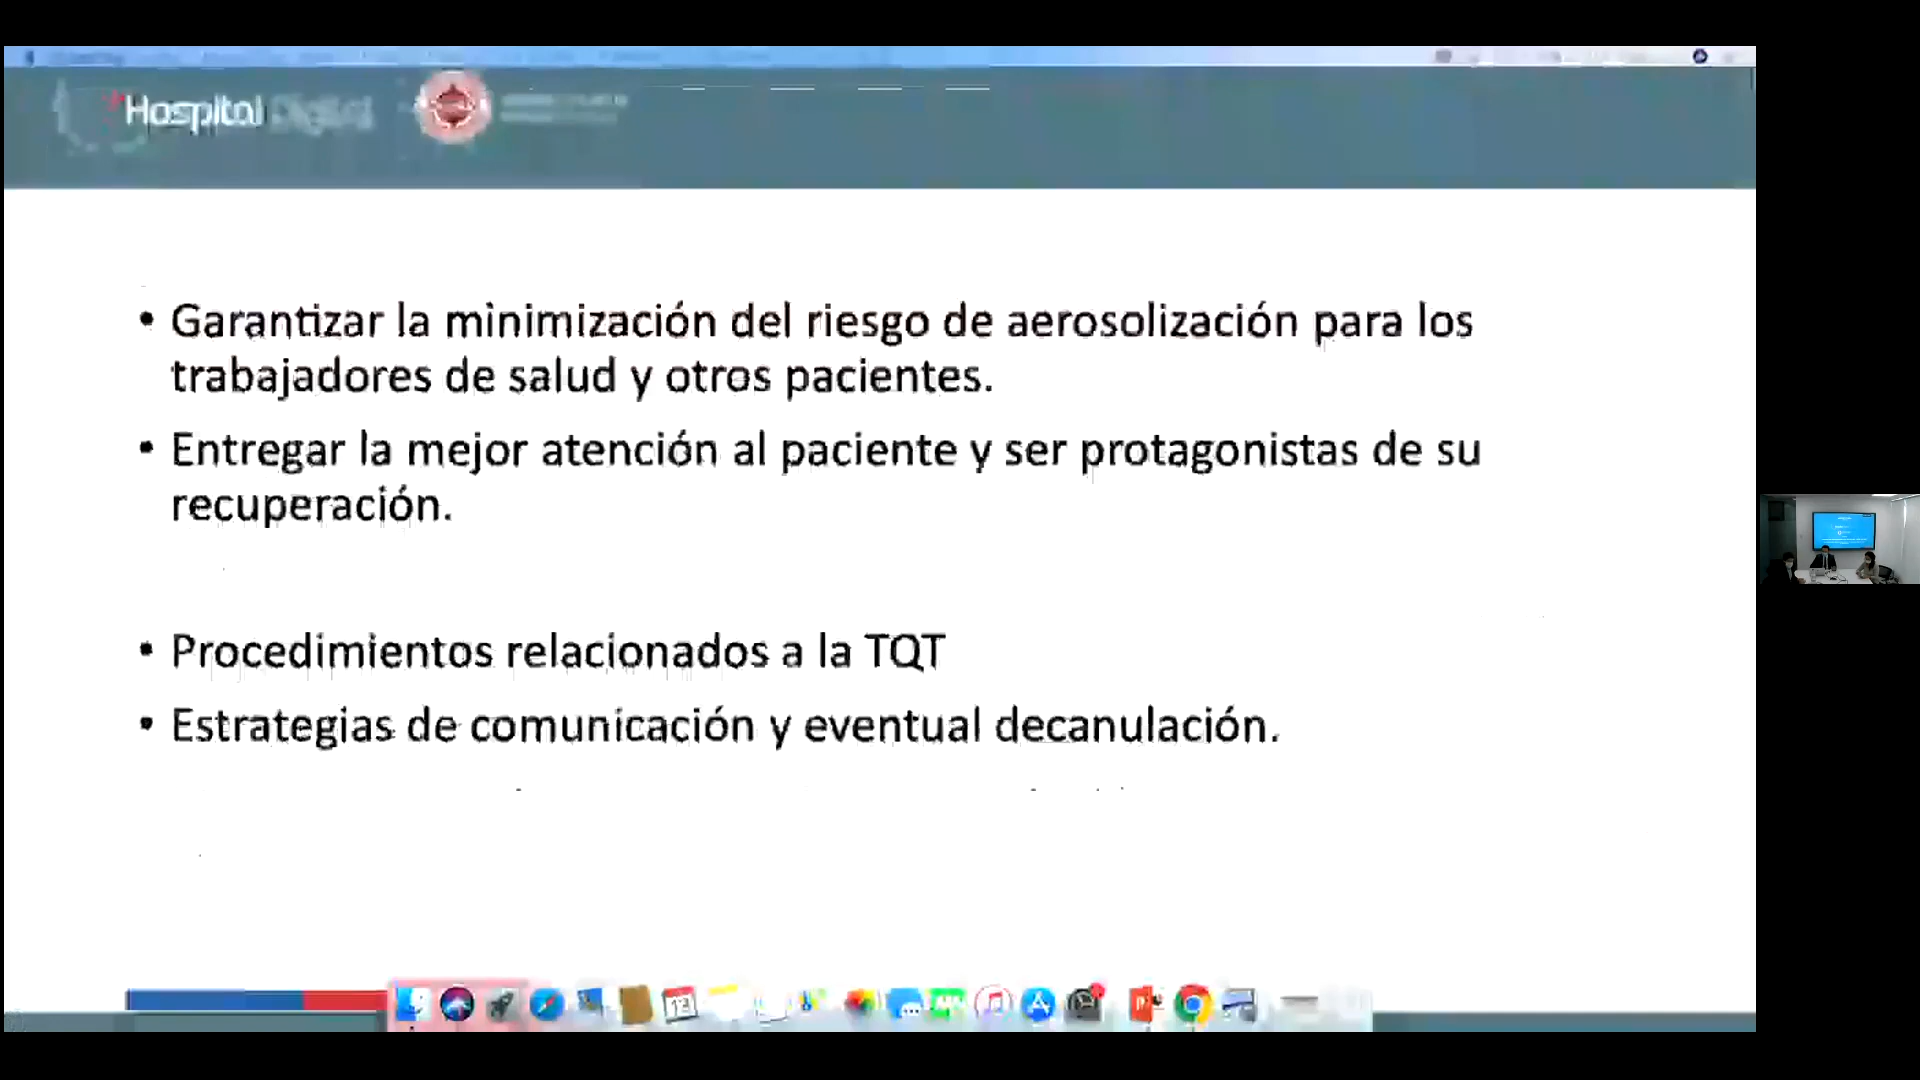 Hospital Digital
• Garantizar la minimización del riesgo de aerosolización para los
trabajadores de salud y otros pacientes.
• Entregar la mejor atención al paciente y ser protagonistas de su
recuperación.
• Procedimientos relacionados a la TQT
• Estrategias de comunicación y eventual decanulación.